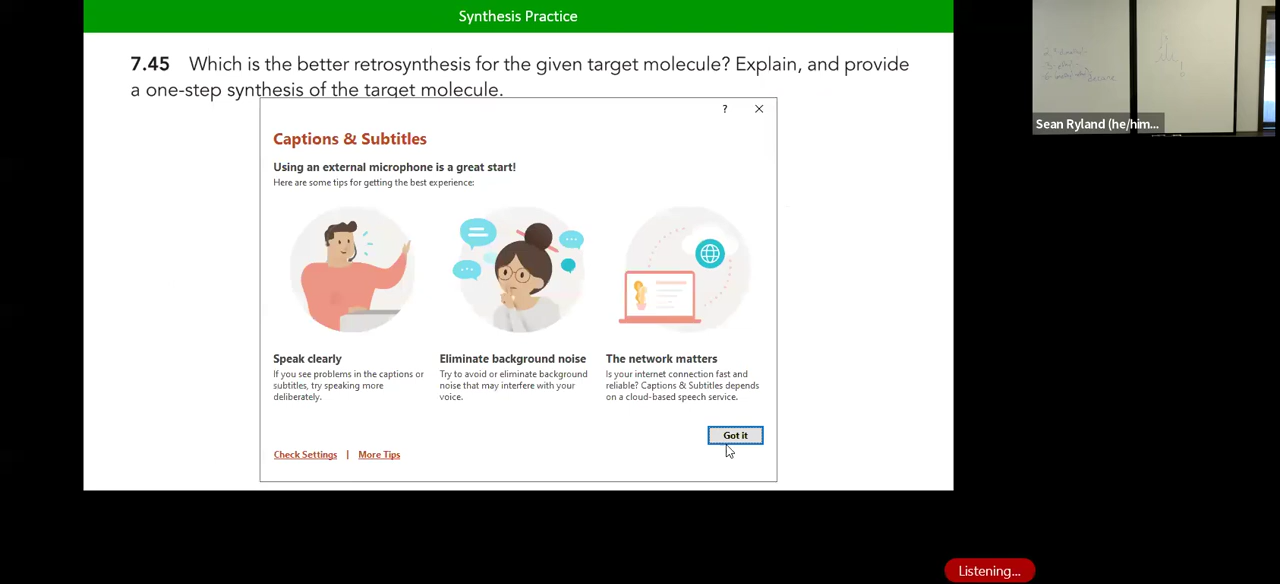 Synthesis Practice
7.45 Which is the better retrosynthesis for the given target molecule? Explain, and provide
a one-step synthesis of the target molecule.
?
Captions & Subtitles
Using an external microphone is a great start!
Here are some tips for getting the best experience:
Speak clearly
If you see problems in the captions or
subtitles, try speaking more
deliberately.
Eliminate background noise
Try to avoid or eliminate background
noise that may interfere with your
voice.
The network matters
Is your internet connection fast and
reliable? Captions & Subtitles depends
on a cloud-based speech service.
Got it
Check Settings | More Tips
Sean Ryland (he/him...
Listening...